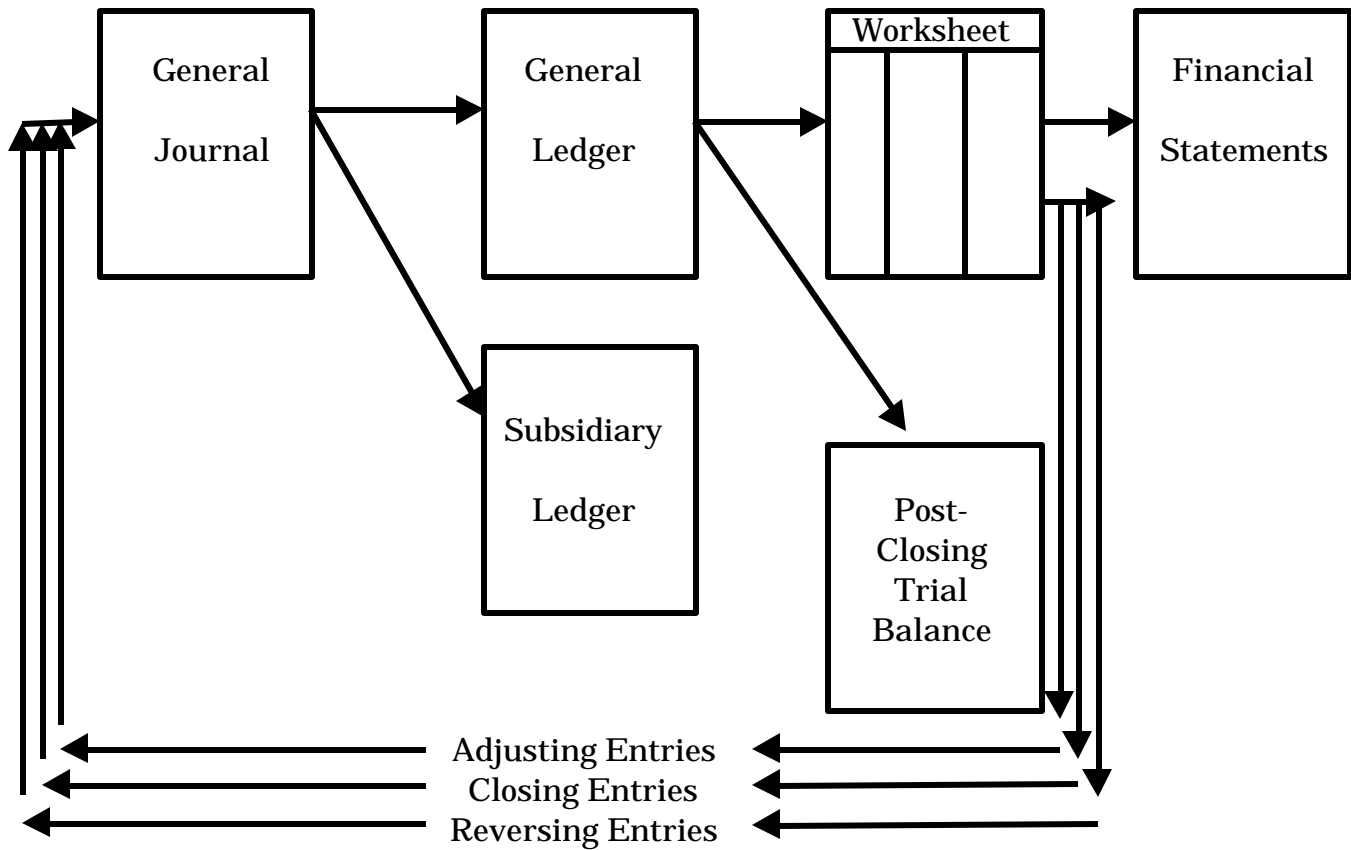 General
Journal
General
Ledger
Worksheet
Financial
Statements
Subsidiary
Ledger
Post-
Closing
Trial
Balance
Adjusting Entries
Closing Entries
Reversing Entries